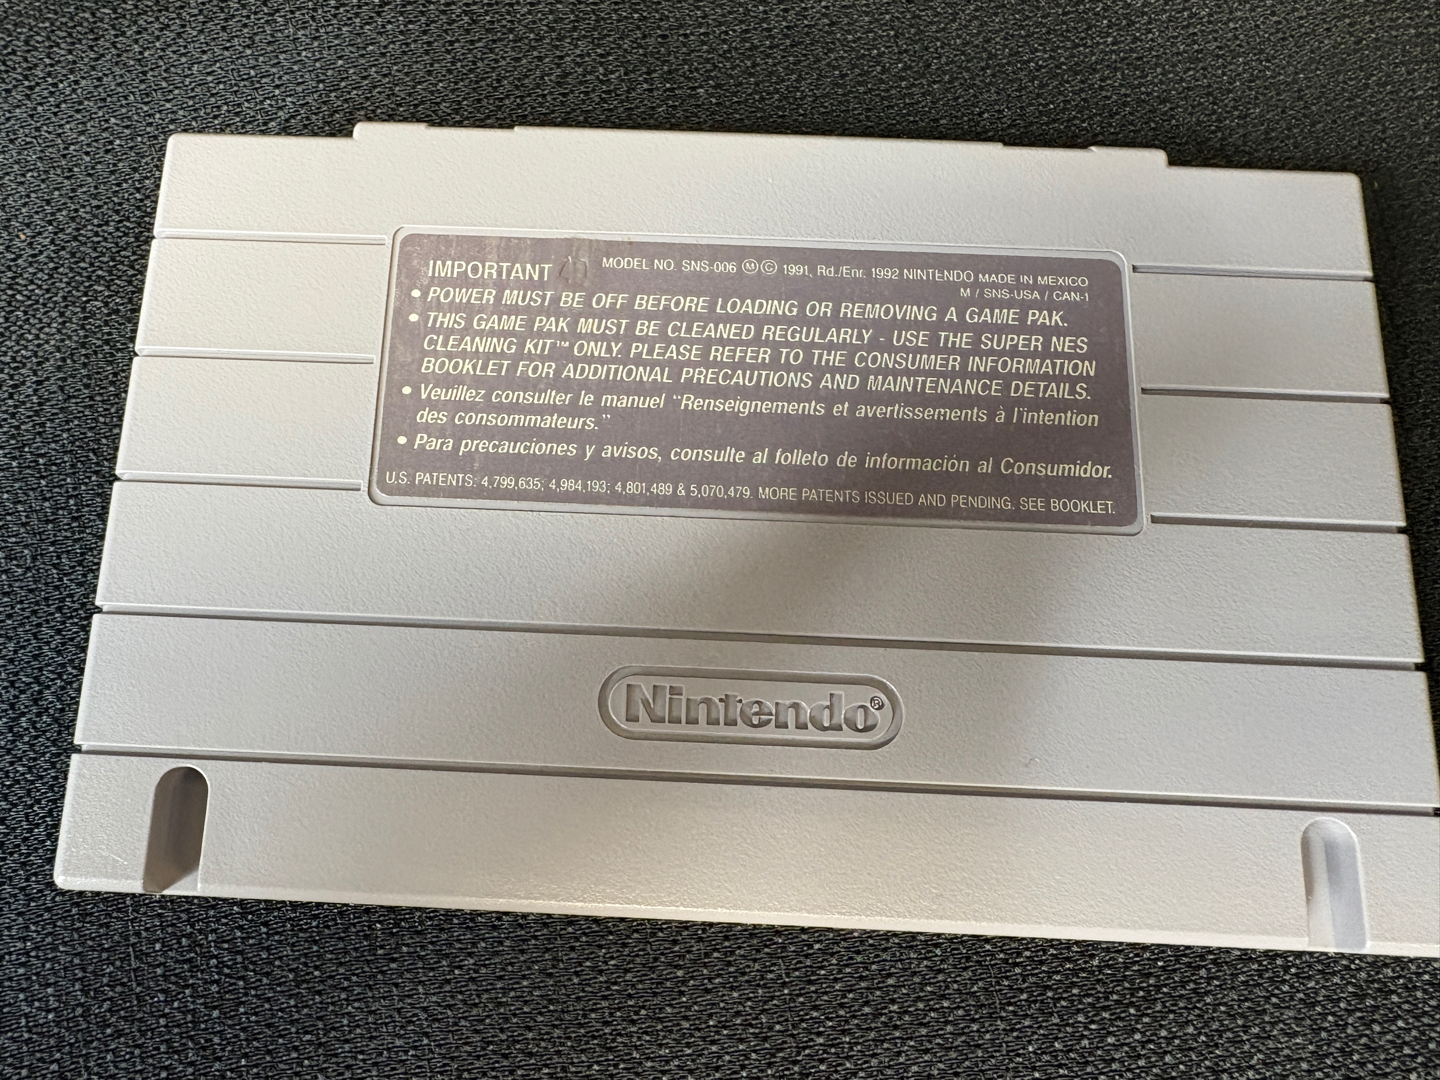 IMPORTANT MODEL NO. SNS-006 Ⓜ© 1991, Rd./Enr. 1992 NINTENDO MADE IN MEXICO
M / SNS-USA / CAN-1
• POWER MUST BE OFF BEFORE LOADING OR REMOVING A GAME PAK.
• THIS GAME PAK MUST BE CLEANED REGULARLY - USE THE SUPER NES
CLEANING KIT™ ONLY. PLEASE REFER TO THE CONSUMER INFORMATION
BOOKLET FOR ADDITIONAL PRECAUTIONS AND MAINTENANCE DETAILS.
• Veuillez consulter le manuel "Renseignements et avertissements à l'intention
des consommateurs."
• Para precauciones y avisos, consulte al folleto de información al Consumidor.
U.S. PATENTS: 4,799,635; 4,984,193; 4,801,489 & 5,070,479. MORE PATENTS ISSUED AND PENDING. SEE BOOKLET.
Nintendo®